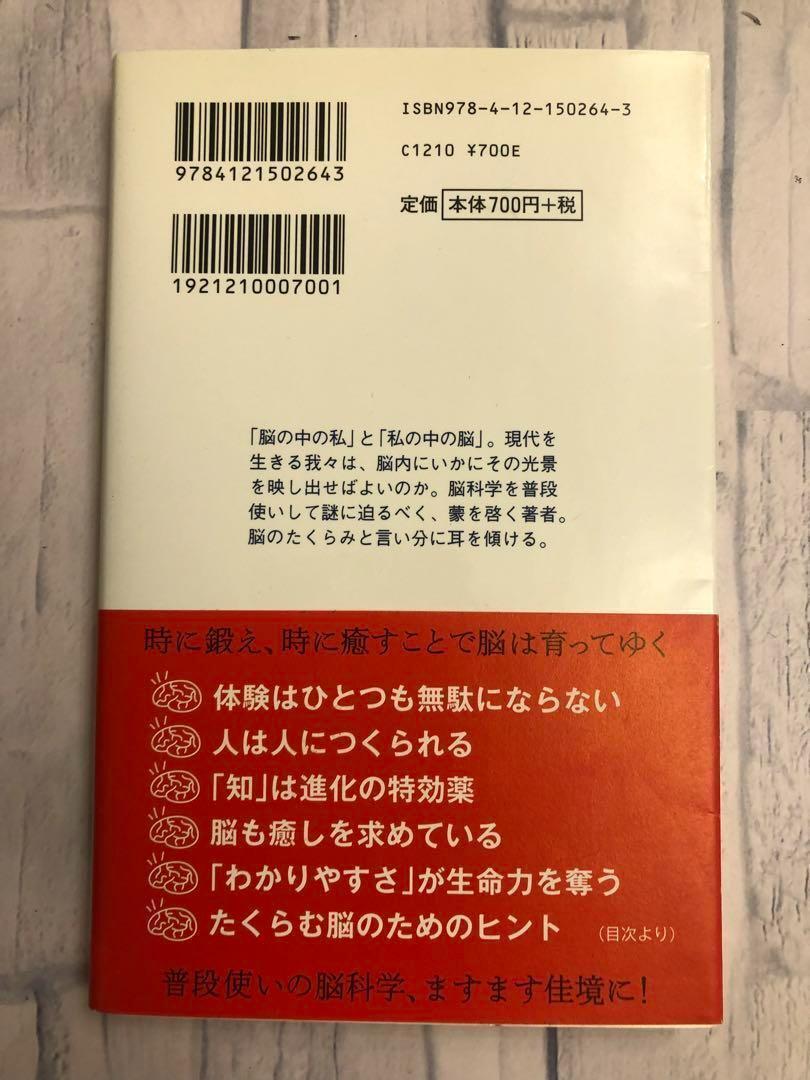 ISBN978-4-12-150264-3
9784121502643
C1210 ¥700E
定価 本体700円+税
1921210007001
「脳の中の私」と「私の中の脳」。現代を
生きる我々は、脳内にいかにその光景
を映し出せばよいのか。脳科学を普段
使いして謎に迫るべく、蒙を啓く著者。
脳のたくらみと言い分に耳を傾ける。
時に鍛え、時に癒すことで脳は育ってゆく
体験はひとつも無駄にならない
人は人につくられる
「知」は進化の特効薬
脳も癒しを求めている
「わかりやすさ」が生命力を奪う
たくらむ脳のためのヒント (目次より)
普段使いの脳科学、ますます佳境に!